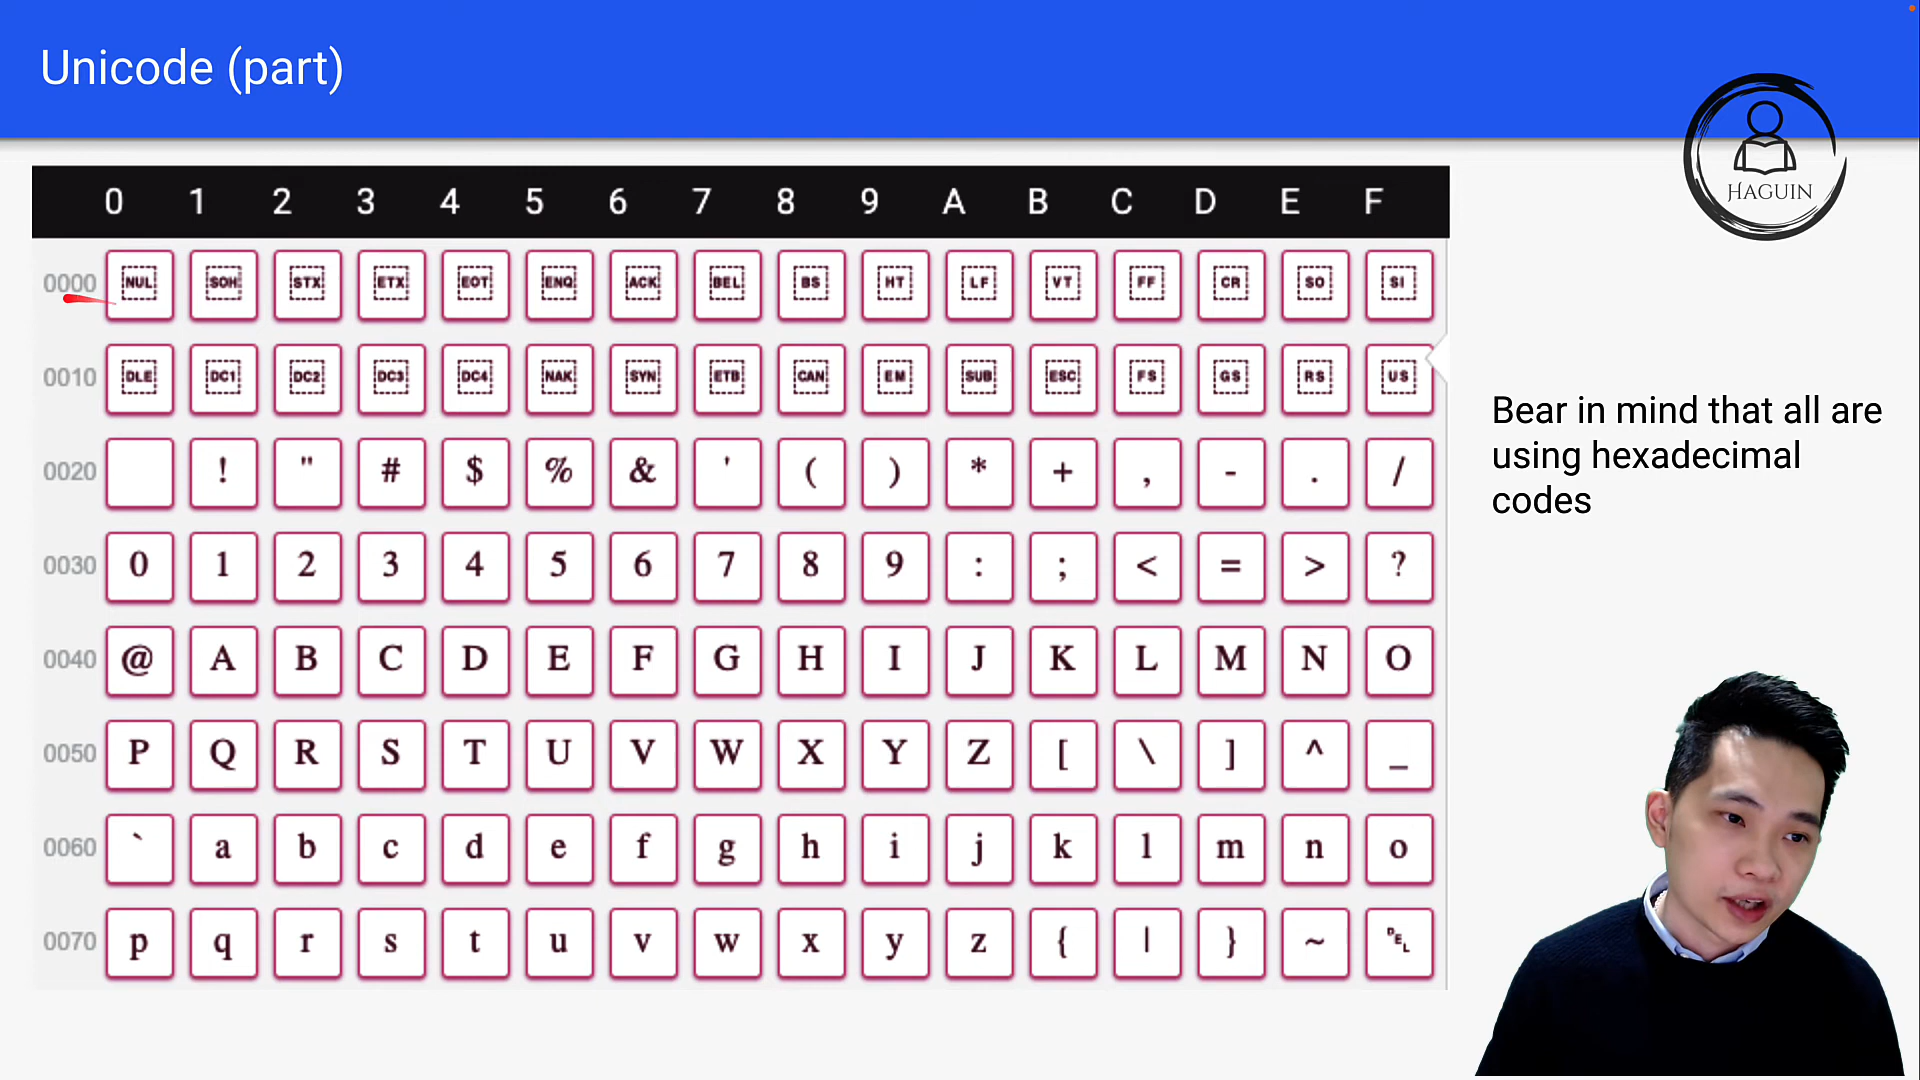 Unicode (part)
HAGUIN
0 1 2 3 4 5 6 7 8 9 A B C D E F
0000 NUL SOH STX ETX EOT ENQ ACK BEL BS HT LF VT FF CR SO SI
0010 DLE DC1 DC2 DC3 DC4 NAK SYN ETB CAN EM SUB ESC FS GS RS US
0020 ! " # $ % & ' ( ) * + , - . /
0030 0 1 2 3 4 5 6 7 8 9 : ; < = > ?
0040 @ A B C D E F G H I J K L M N O
0050 P Q R S T U V W X Y Z [ \ ] ^ _
0060 ` a b c d e f g h i j k l m n o
0070 p q r s t u v w x y z { | } ~ DEL
Bear in mind that all are
using hexadecimal
codes